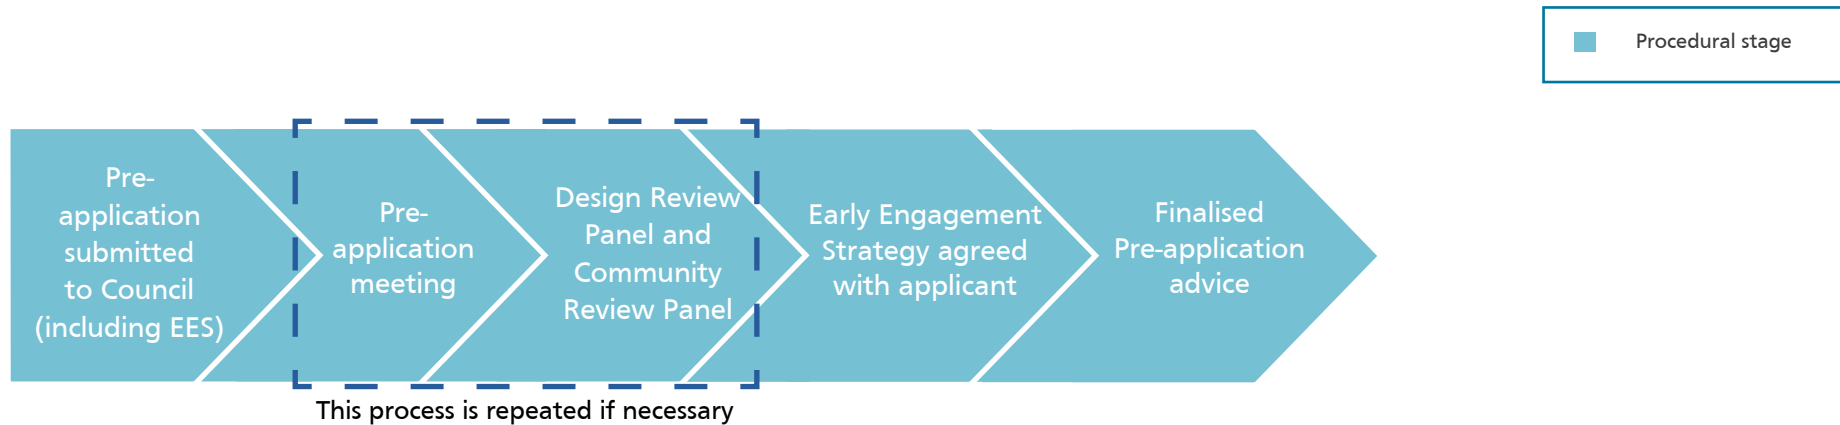 Procedural stage
Pre-
application
submitted
to Council
(including EES)
Pre-
application
meeting
Design Review
Panel and
Community
Review Panel
Early Engagement
Strategy agreed
with applicant
Finalised
Pre-application
advice
This process is repeated if necessary